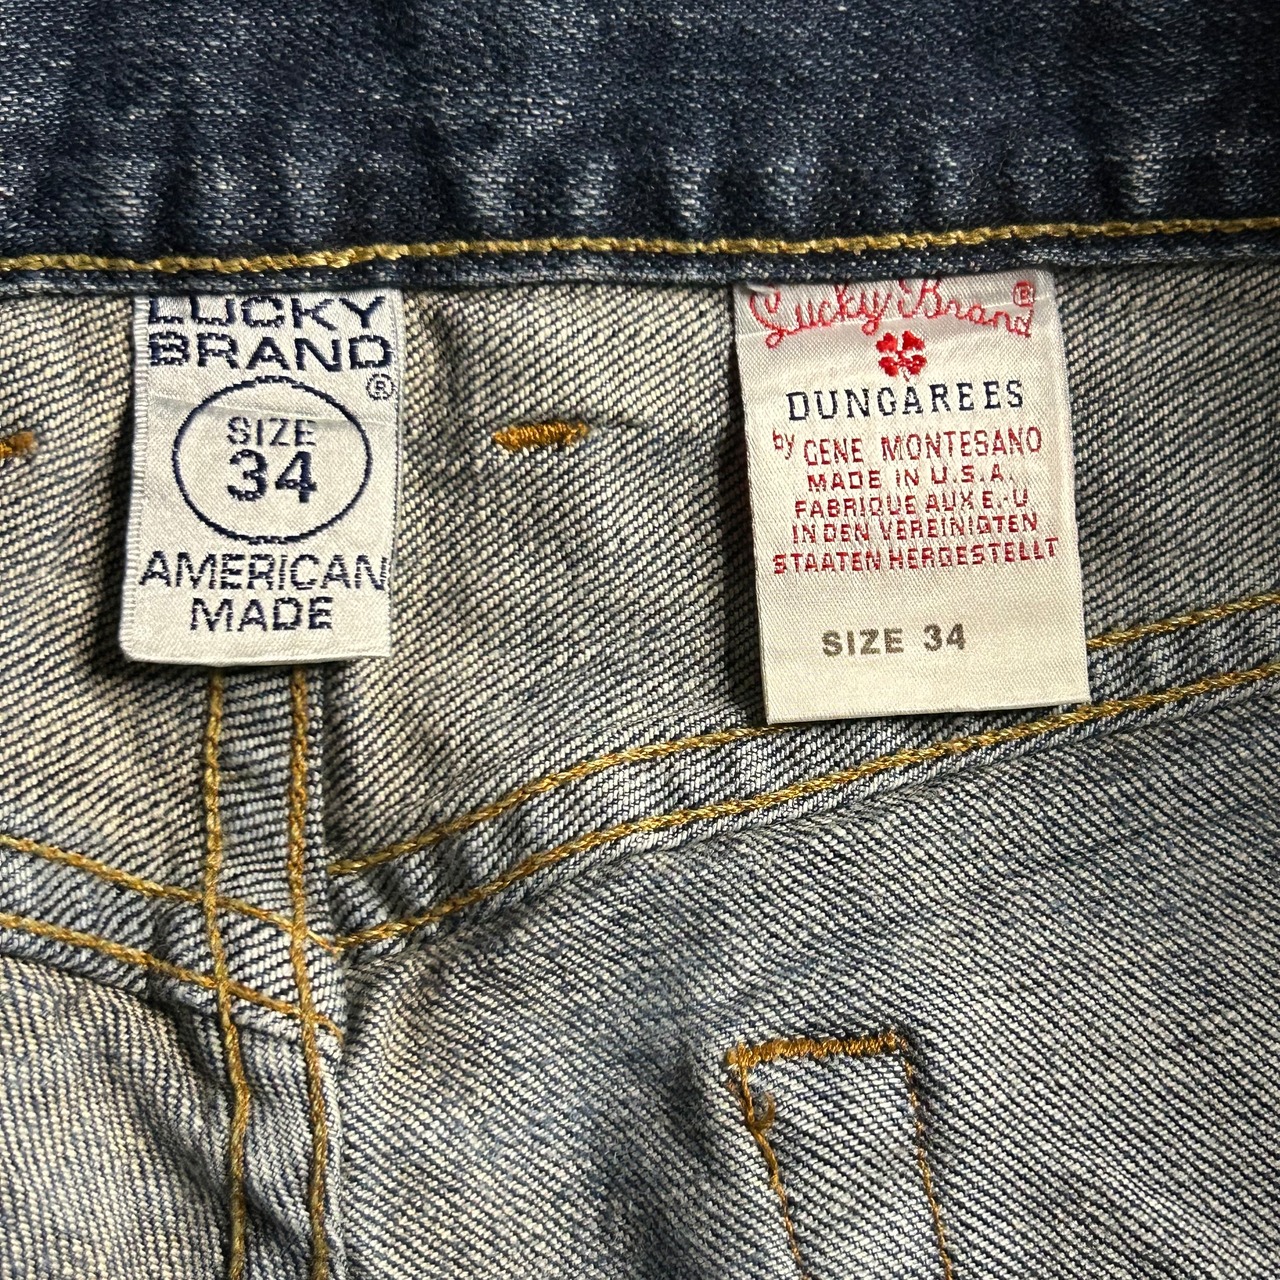 LUCKY
BRAND
®
SIZE
34
AMERICAN
MADE
Lucky Brand®
DUNGAREES
by GENE MONTESANO
MADE IN U.S.A.
FABRIQUE AUX E.-U
IN DEN VEREINIGTEN
STAATEN HERGESTELLT
SIZE 34